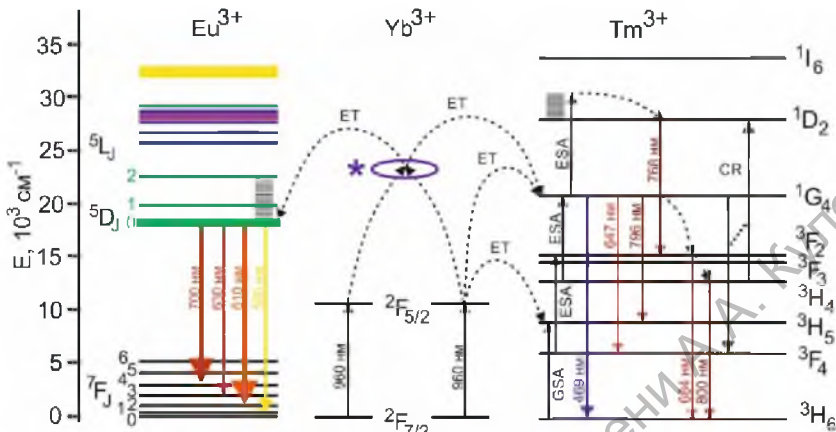 Eu³⁺
Yb³⁺
Tm³⁺
E, 10³ см⁻¹
35
30
25
20
15
10
5
0
⁵Lⱼ
2
1
⁵Dⱼ
700 нм
630 нм
610 нм
⁷Fⱼ
6
5
4
3
2
1
0
ET
ET
ET
ET
*
²F₅/₂
²F₇/₂
960 нм
960 нм
¹I₆
¹D₂
¹G₄
³F₂
³F₃
³H₄
³H₅
³F₄
³H₆
ESA
ESA
ESA
GSA
CR
766 нм
647 нм
796 нм
469 нм
800 нм
ени А.А. Куле